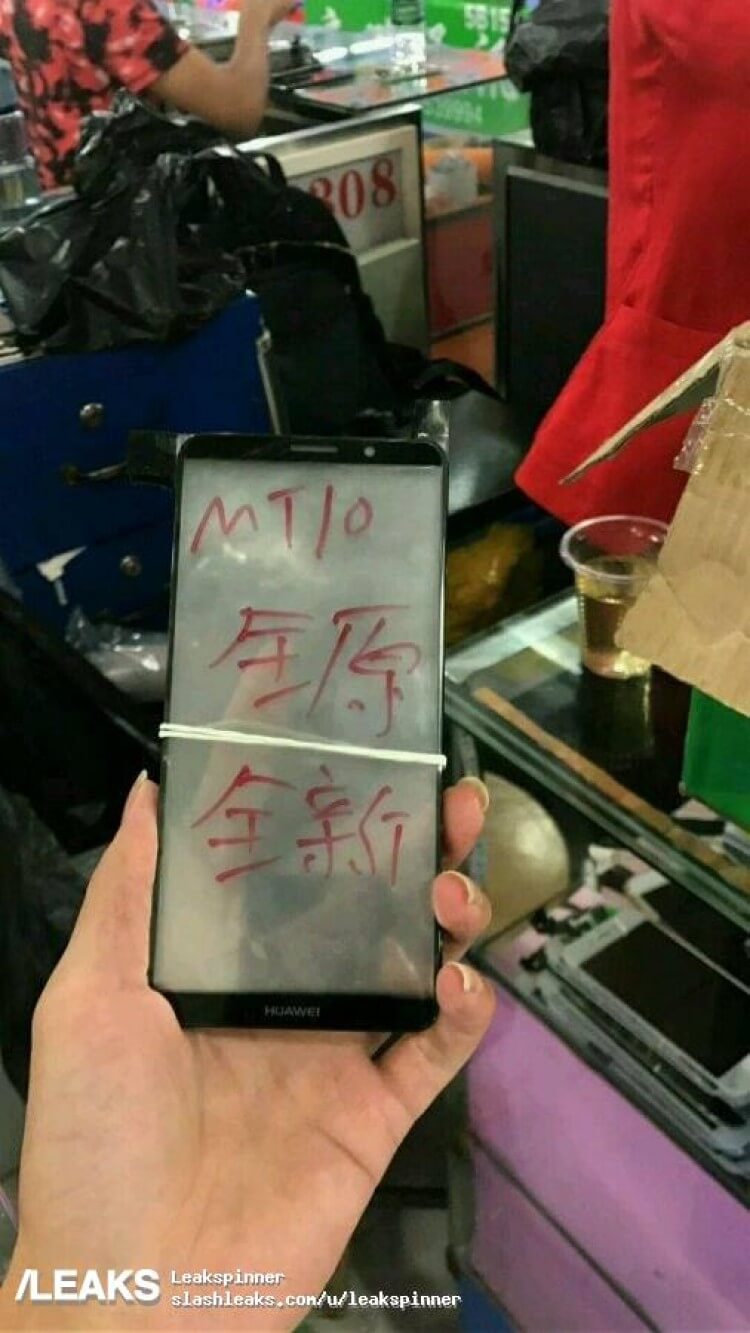 808
MT10
全原
全新
HUAWEI
/LEAKS
Leakspinner
slashleaks.com/u/leakspinner